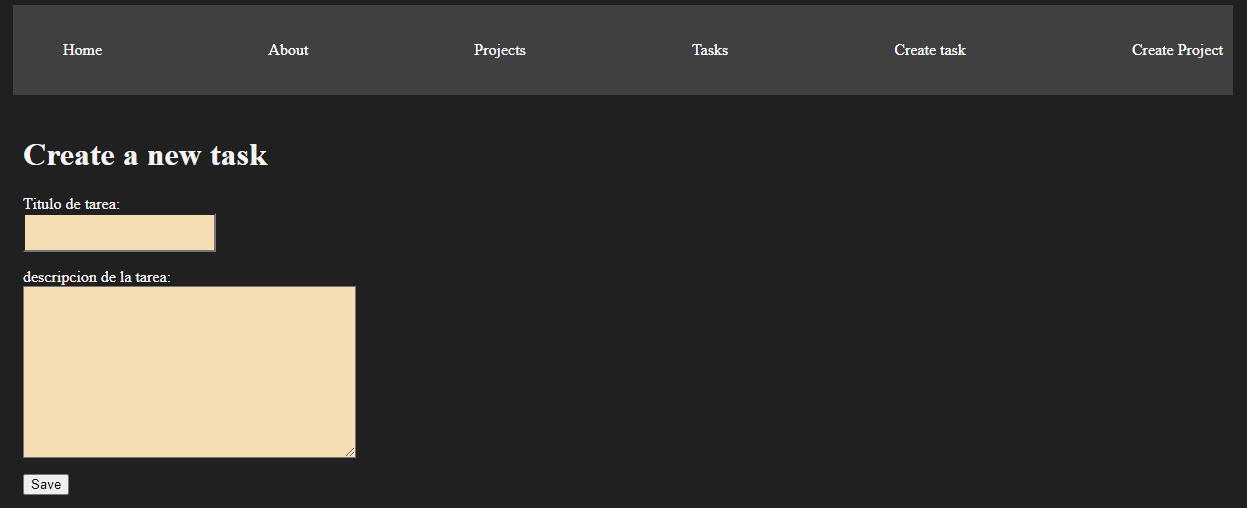 Home About Projects Tasks Create task Create Project
Create a new task
Titulo de tarea:
descripcion de la tarea:
Save